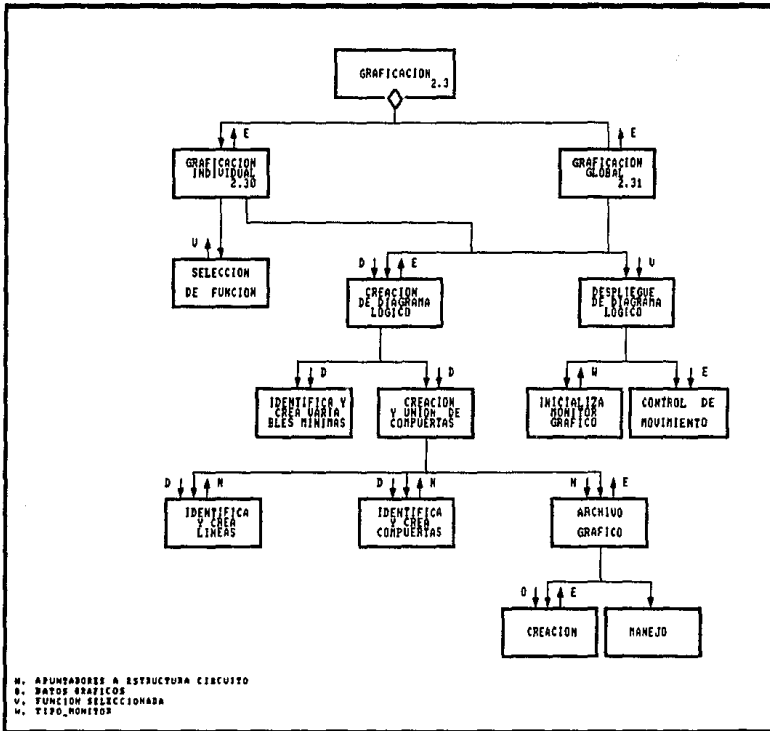 GRAFICACION
2.3
E
E
GRAFICACION
INDIVIDUAL
2.30
GRAFICACION
GLOBAL
2.31
V
D
E
V
SELECCION
DE FUNCION
CREACION
DE DIAGRAMA
LOGICO
DESPLIEGUE
DE DIAGRAMA
LOGICO
D
D
W
E
IDENTIFICA Y
CREA VARIA
BLES MINIMAS
CREACION
Y UNION DE
COMPUERTAS
INICIALIZA
MONITOR
GRAFICO
CONTROL DE
MOVIMIENTO
D
N
D
N
N
E
IDENTIFICA
Y CREA
LINEAS
IDENTIFICA
Y CREA
COMPUERTAS
ARCHIVO
GRAFICO
O
E
CREACION
MANEJO
N. APUNTADORES A ESTRUCTURA CIRCUITO
DATOS GRAFICOS
V. FUNCION SELECCIONADA
W. TIPO_MONITOR